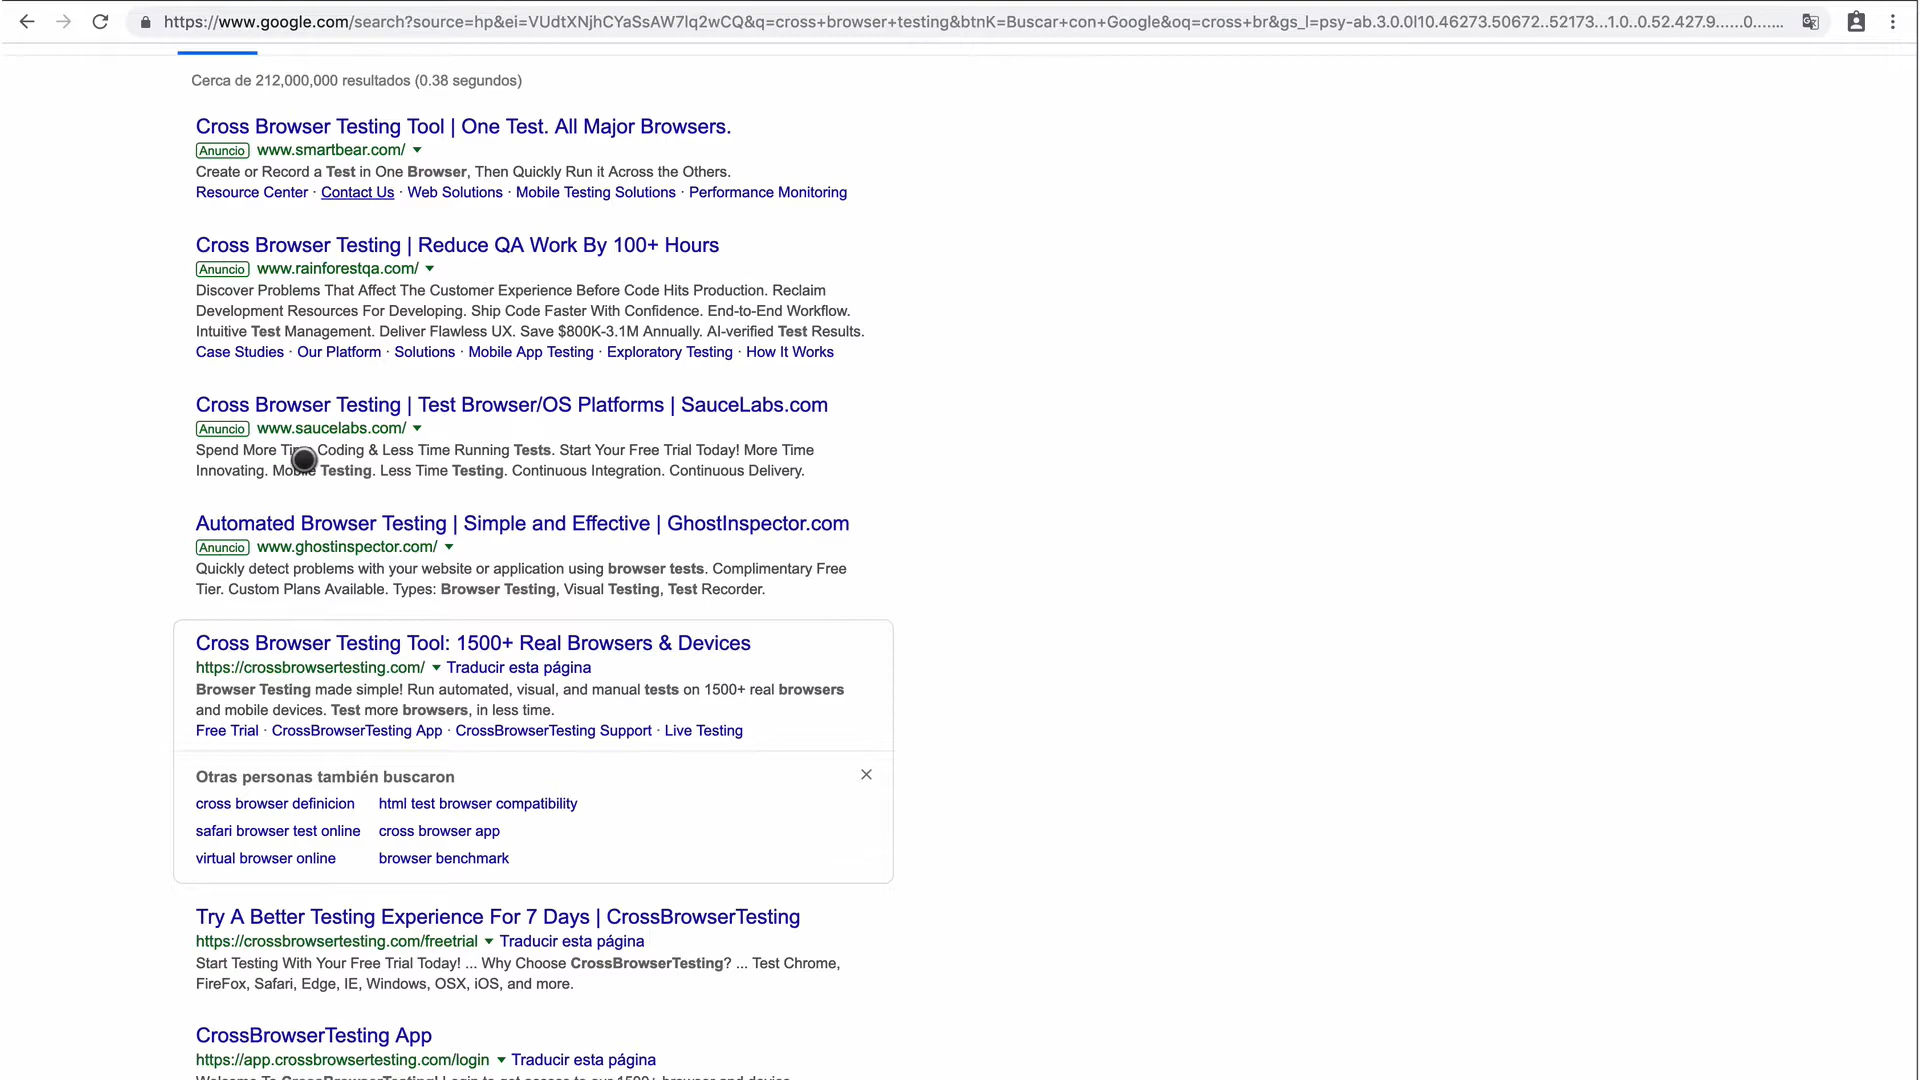 https://www.google.com/search?source=hp&ei=VUdtXNjhCYaSsAW7lq2wCQ&q=cross+browser+testing&btnK=Buscar+con+Google&oq=cross+br&gs_l=psy-ab.3.0.0l10.46273.50672..52173...1.0..0.52.427.9......0....…
Cerca de 212,000,000 resultados (0.38 segundos)
Cross Browser Testing Tool | One Test. All Major Browsers.
Anuncio www.smartbear.com/
Create or Record a Test in One Browser, Then Quickly Run it Across the Others.
Resource Center · Contact Us · Web Solutions · Mobile Testing Solutions · Performance Monitoring
Cross Browser Testing | Reduce QA Work By 100+ Hours
Anuncio www.rainforestqa.com/
Discover Problems That Affect The Customer Experience Before Code Hits Production. Reclaim
Development Resources For Developing. Ship Code Faster With Confidence. End-to-End Workflow.
Intuitive Test Management. Deliver Flawless UX. Save $800K-3.1M Annually. AI-verified Test Results.
Case Studies · Our Platform · Solutions · Mobile App Testing · Exploratory Testing · How It Works
Cross Browser Testing | Test Browser/OS Platforms | SauceLabs.com
Anuncio www.saucelabs.com/
Spend More Time Coding & Less Time Running Tests. Start Your Free Trial Today! More Time
Innovating. Mobile Testing. Less Time Testing. Continuous Integration. Continuous Delivery.
Automated Browser Testing | Simple and Effective | GhostInspector.com
Anuncio www.ghostinspector.com/
Quickly detect problems with your website or application using browser tests. Complimentary Free
Tier. Custom Plans Available. Types: Browser Testing, Visual Testing, Test Recorder.
Cross Browser Testing Tool: 1500+ Real Browsers & Devices
https://crossbrowsertesting.com/ Traducir esta página
Browser Testing made simple! Run automated, visual, and manual tests on 1500+ real browsers
and mobile devices. Test more browsers, in less time.
Free Trial · CrossBrowserTesting App · CrossBrowserTesting Support · Live Testing
Otras personas también buscaron
cross browser definicion html test browser compatibility
safari browser test online cross browser app
virtual browser online browser benchmark
Try A Better Testing Experience For 7 Days | CrossBrowserTesting
https://crossbrowsertesting.com/freetrial Traducir esta página
Start Testing With Your Free Trial Today! ... Why Choose CrossBrowserTesting? ... Test Chrome,
FireFox, Safari, Edge, IE, Windows, OSX, iOS, and more.
CrossBrowserTesting App
https://app.crossbrowsertesting.com/login Traducir esta página
Welcome To CrossBrowserTesting! Login to get access to our 1500+ browser and device